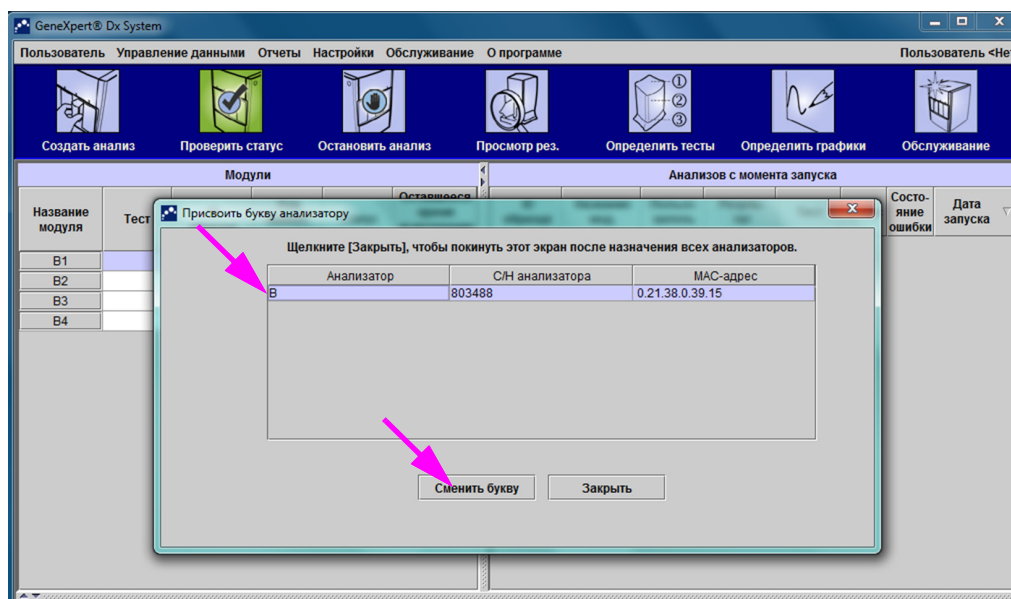 GeneXpert® Dx System
Пользователь Управление данными Отчеты Настройки Обслуживание О программе Пользователь <Нет
Создать анализ Проверить статус Остановить анализ Просмотр рез. Определить тесты Определить графики Обслуживание
Модули Анализов с момента запуска
Название модуля Тест Оставшееся Состо-яние ошибки Дата запуска
B1
B2
B3
B4
Присвоить букву анализатору
Щелкните [Закрыть], чтобы покинуть этот экран после назначения всех анализаторов.
Анализатор С/Н анализатора MAC-адрес
B 803488 0.21.38.0.39.15
Сменить букву Закрыть